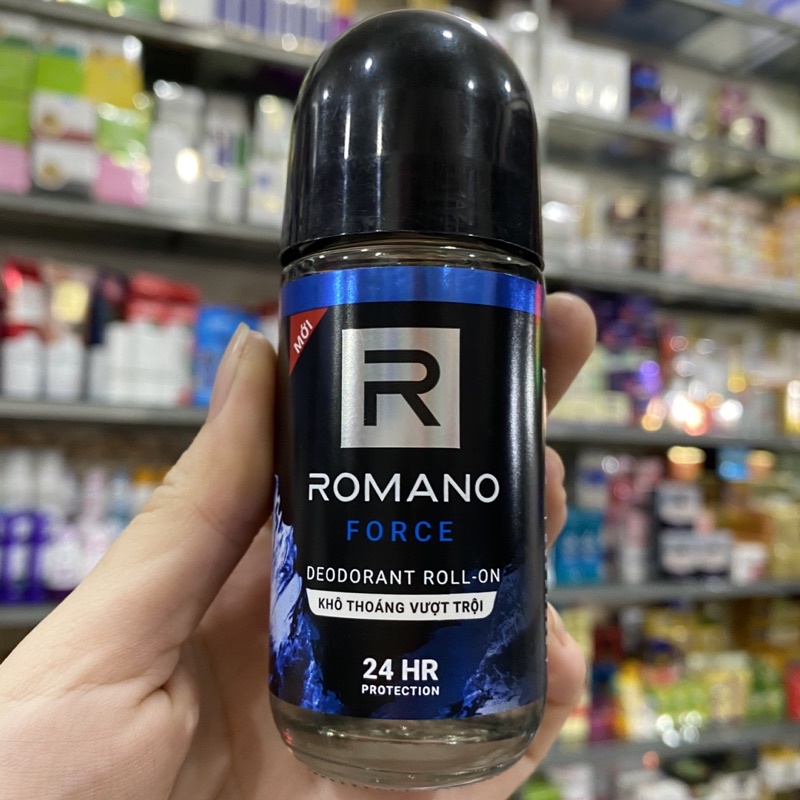 MỚI
R
ROMANO
FORCE
DEODORANT ROLL-ON
KHÔ THOÁNG VƯỢT TRỘI
24 HR
PROTECTION